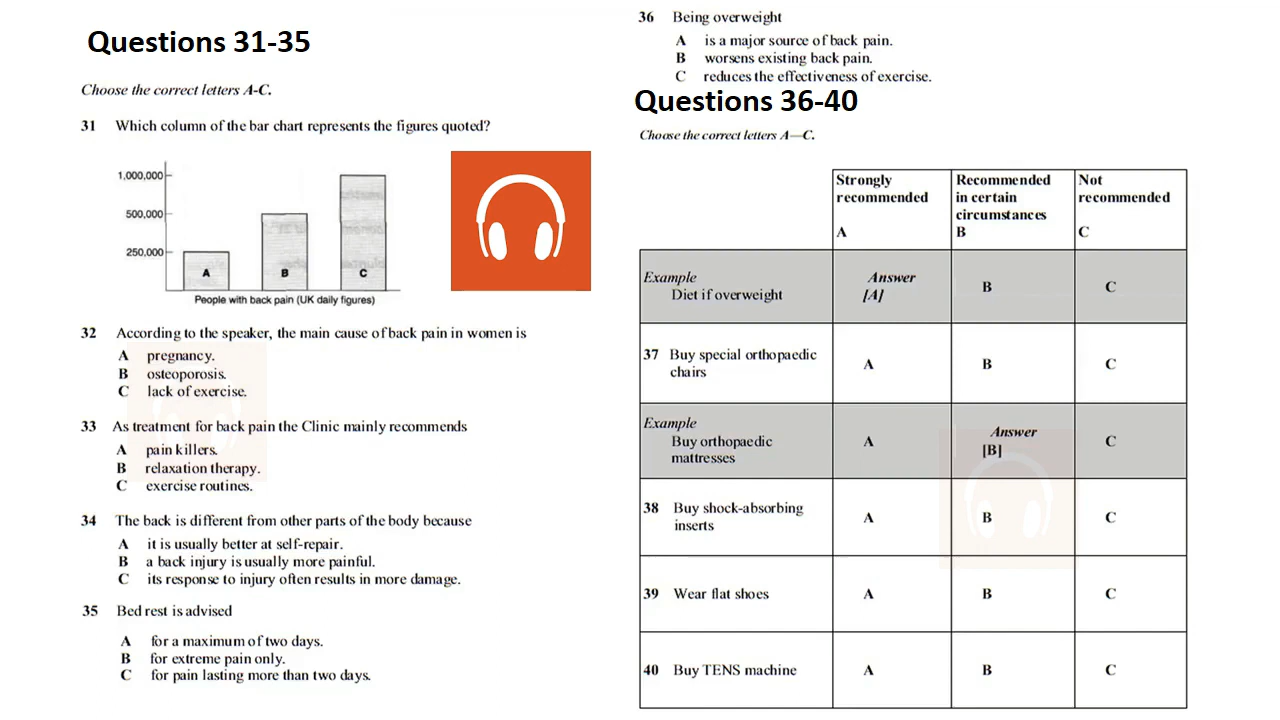 Questions 31-35
Choose the correct letters A-C.
31 Which column of the bar chart represents the figures quoted?
1,000,000
500,000
250,000
A B C
People with back pain (UK daily figures)
32 According to the speaker, the main cause of back pain in women is
A pregnancy.
B osteoporosis.
C lack of exercise.
33 As treatment for back pain the Clinic mainly recommends
A pain killers.
B relaxation therapy.
C exercise routines.
34 The back is different from other parts of the body because
A it is usually better at self-repair.
B a back injury is usually more painful.
C its response to injury often results in more damage.
35 Bed rest is advised
A for a maximum of two days.
B for extreme pain only.
C for pain lasting more than two days.
36 Being overweight
A is a major source of back pain.
B worsens existing back pain.
C reduces the effectiveness of exercise.
Questions 36-40
Choose the correct letters A—C.
Strongly recommended A
Recommended in certain circumstances B
Not recommended C
Example Diet if overweight Answer [A] B C
37 Buy special orthopaedic chairs A B C
Example Buy orthopaedic mattresses A Answer [B] C
38 Buy shock-absorbing inserts A B C
39 Wear flat shoes A B C
40 Buy TENS machine A B C